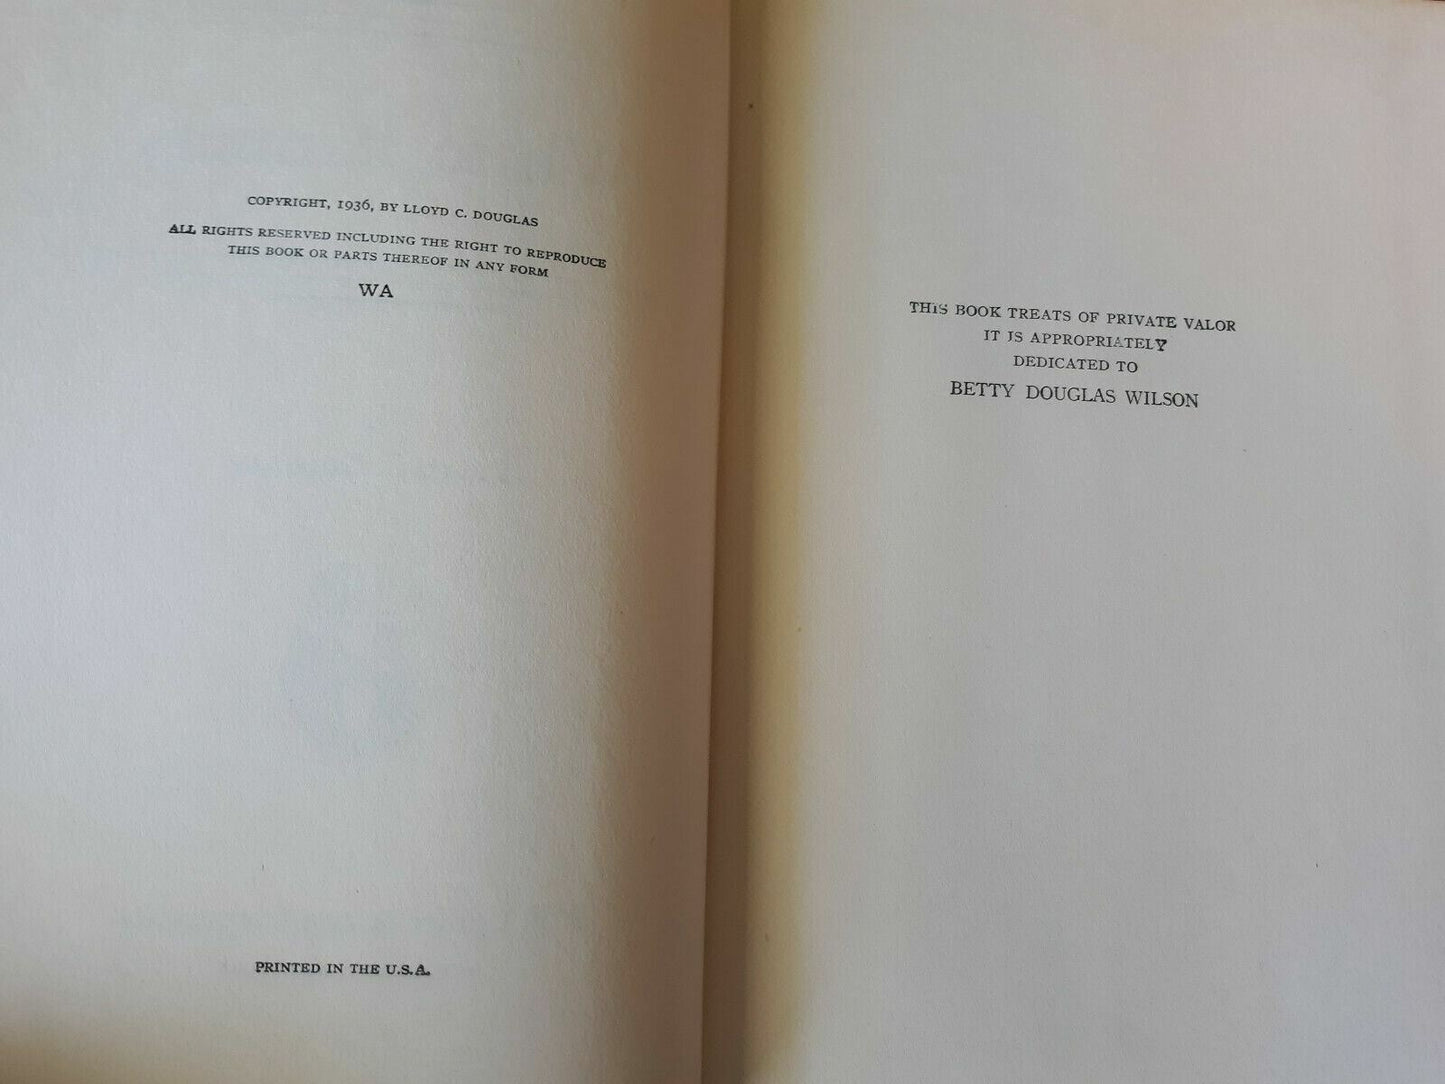 COPYRIGHT, 1936, BY LLOYD C. DOUGLAS
ALL RIGHTS RESERVED INCLUDING THE RIGHT TO REPRODUCE
THIS BOOK OR PARTS THEREOF IN ANY FORM
WA
PRINTED IN THE U.S.A.
THIS BOOK TREATS OF PRIVATE VALOR
IT IS APPROPRIATELY
DEDICATED TO
BETTY DOUGLAS WILSON